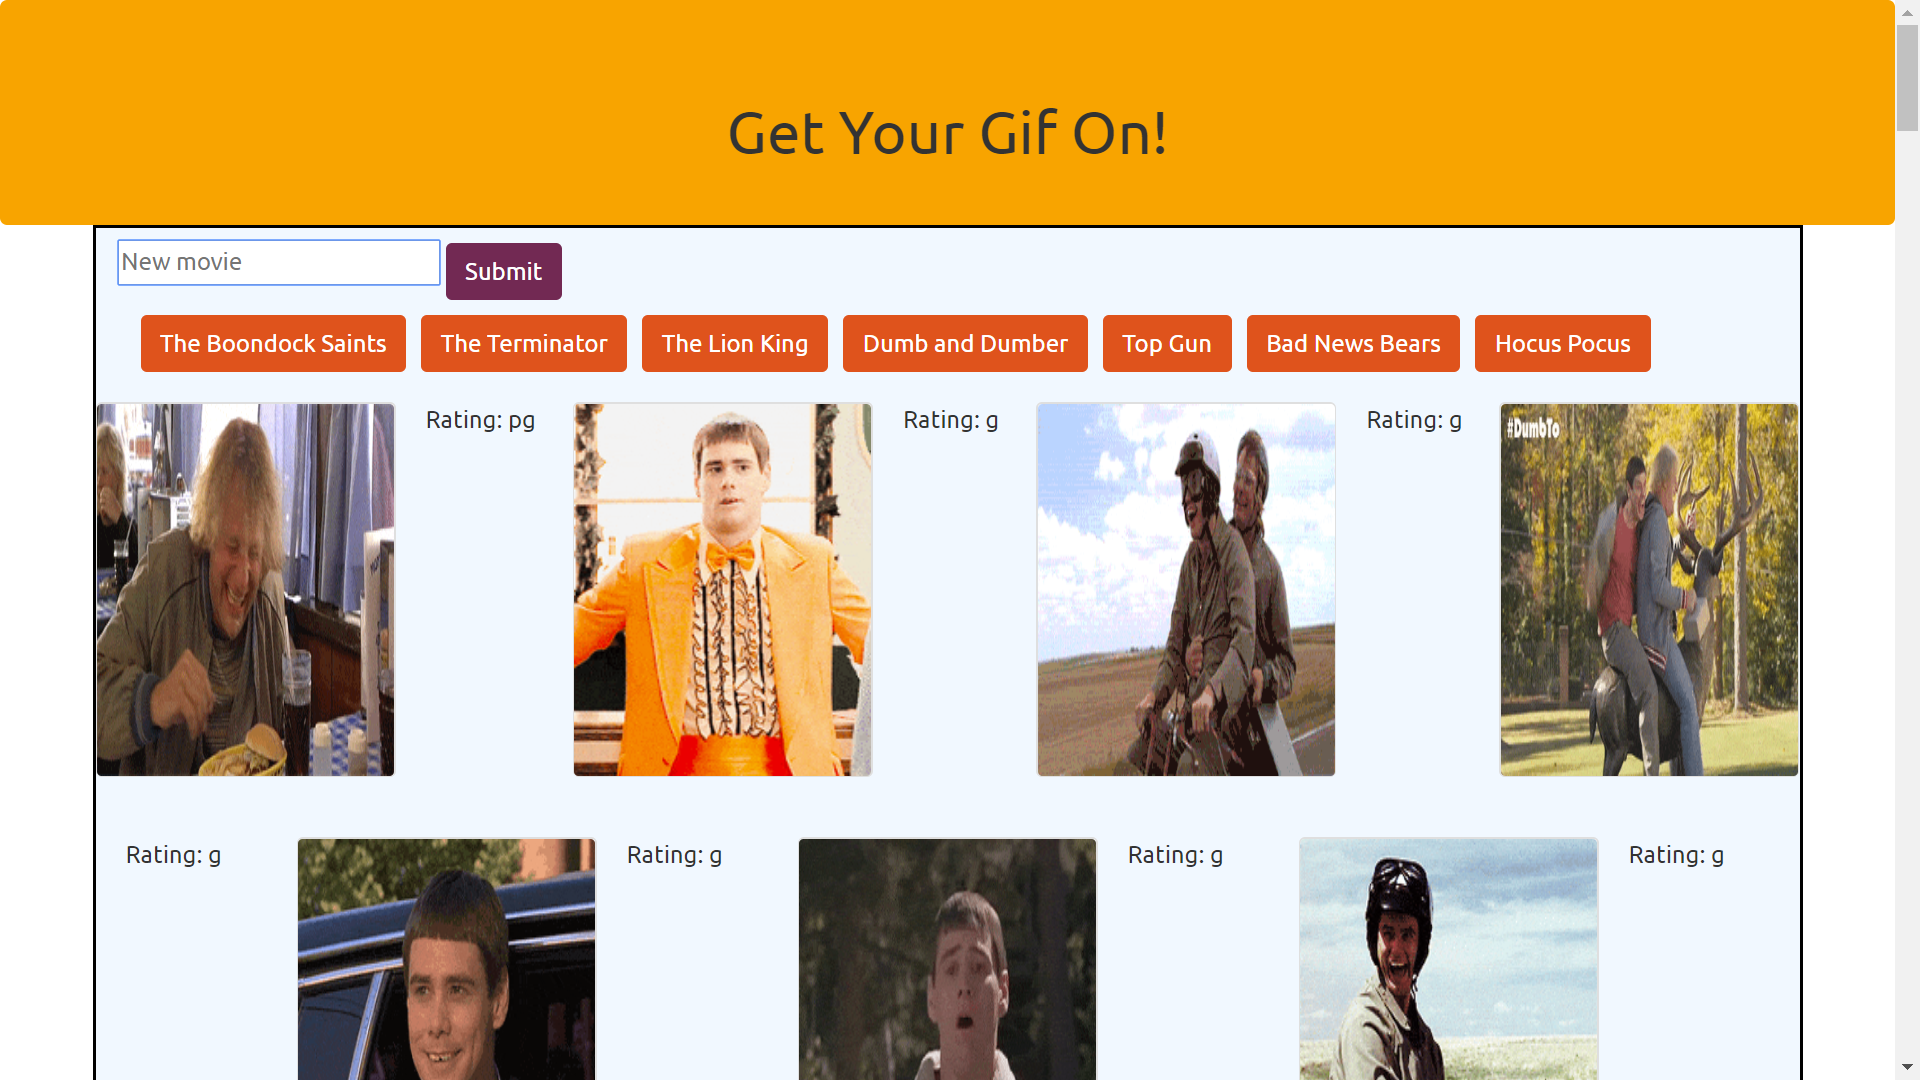 Get Your Gif On!
New movie
Submit
The Boondock Saints The Terminator The Lion King Dumb and Dumber Top Gun Bad News Bears Hocus Pocus
Rating: pg Rating: g Rating: g #DumbTo
Rating: g Rating: g Rating: g Rating: g